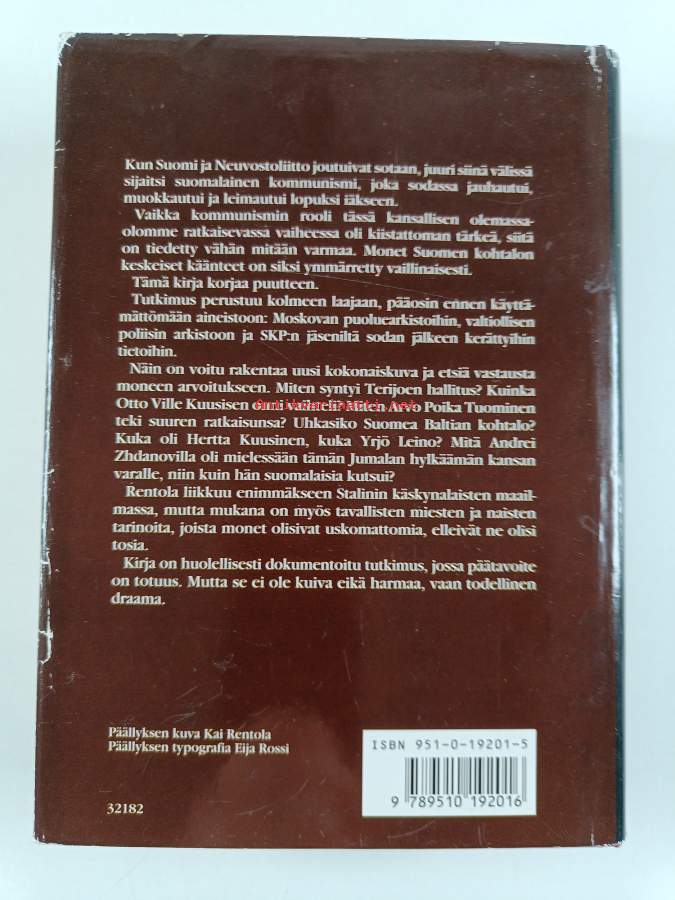 Kun Suomi ja Neuvostoliitto joutuivat sotaan, juuri siinä välissä
sijaitsi suomalainen kommunismi, joka sodassa jauhautui,
muokkautui ja leimautui lopuksi iäkseen.
Vaikka kommunismin rooli tässä kansallisen olemassa-
olomme ratkaisevassa vaiheessa oli kiistattoman tärkeä, siitä
on tiedetty vähän mitään varmaa. Monet Suomen kohtalon
keskeiset käänteet on siksi ymmärretty vaillinaisesti.
Tämä kirja korjaa puutteen.
Tutkimus perustuu kolmeen laajaan, pääosin ennen käyttä-
mättömään aineistoon: Moskovan puoluearkistoihin, valtiollisen
poliisin arkistoon ja SKP:n jäseniltä sodan jälkeen kerättyihin
tietoihin.
Näin on voitu rakentaa uusi kokonaiskuva ja etsiä vastausta
moneen arvoitukseen. Miten syntyi Terijoen hallitus? Kuinka
Otto Ville Kuusisen Miten Arvo Poika Tuominen
teki suuren ratkaisunsa? Uhkasiko Suomea Baltian kohtalo?
Kuka oli Hertta Kuusinen, kuka Yrjö Leino? Mitä Andrei
Zhdanovilla oli mielessään tämän Jumalan hylkäämän kansan
varalle, niin kuin hän suomalaisia kutsui?
Rentola liikkuu enimmäkseen Stalinin käskynalaisten maail-
massa, mutta mukana on myös tavallisten miesten ja naisten
tarinoita, joista monet olisivat uskomattomia, elleivät ne olisi
tosia.
Kirja on huolellisesti dokumentoitu tutkimus, jossa päätavoite
on totuus. Mutta se ei ole kuiva eikä harmaa, vaan todellinen
draama.
Päällyksen kuva Kai Rentola
Päällyksen typografia Eija Rossi
32182
ISBN 951-0-19201-5
9 789510 192016